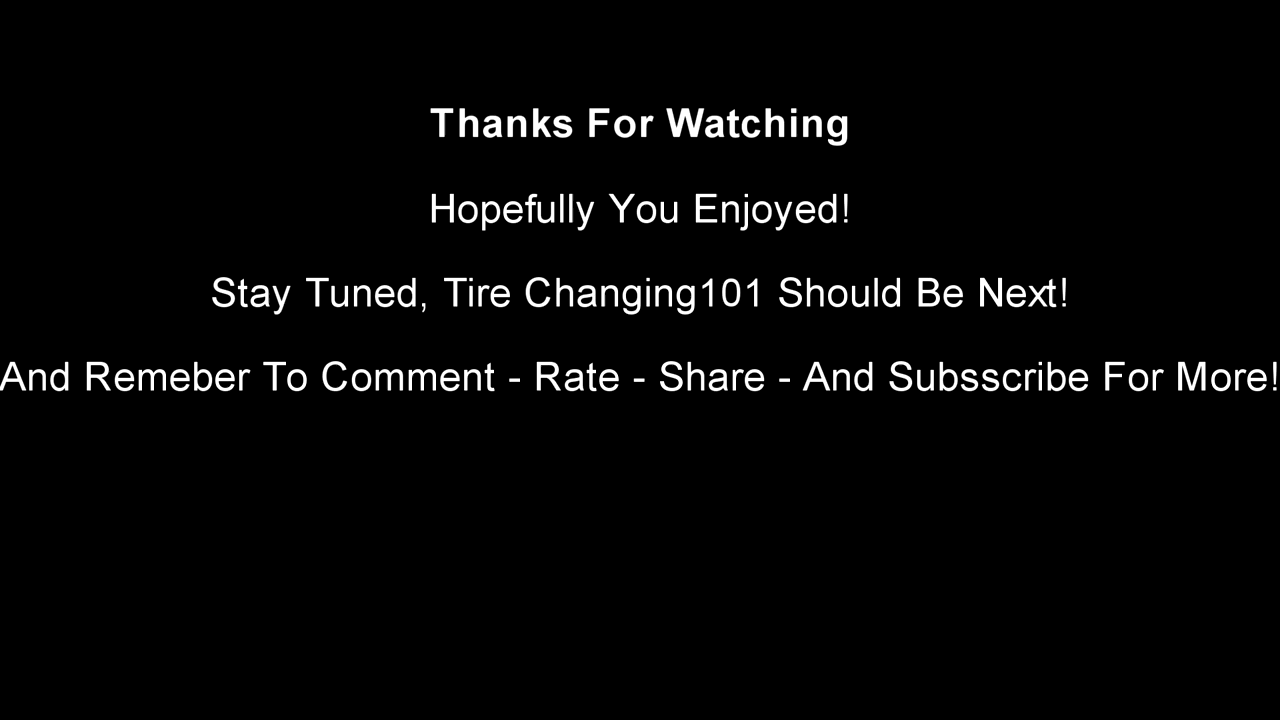 Thanks For Watching
Hopefully You Enjoyed!
Stay Tuned, Tire Changing101 Should Be Next!
And Remeber To Comment - Rate - Share - And Subsscribe For More!